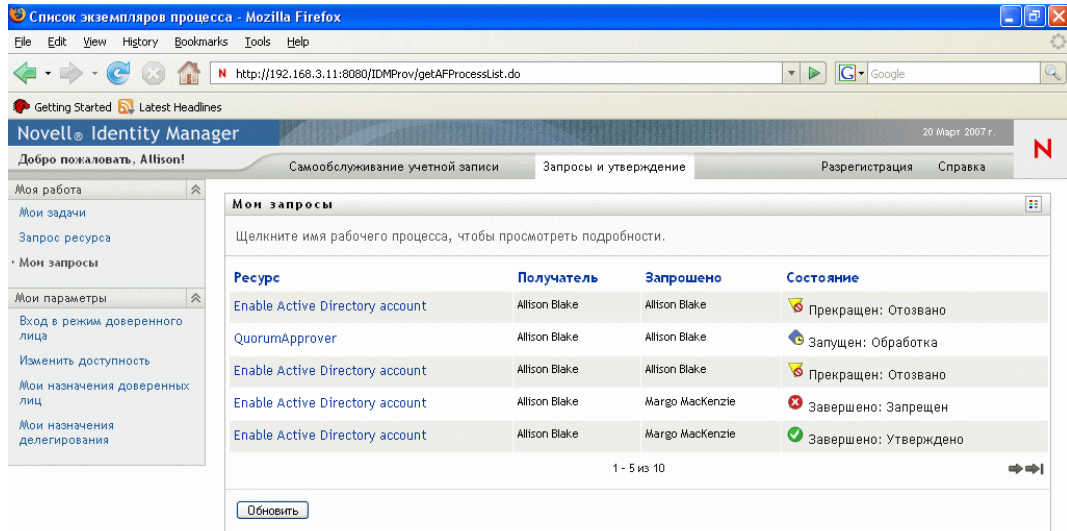 Список экземпляров процесса - Mozilla Firefox
File Edit View History Bookmarks Tools Help
N http://192.168.3.11:8080/IDMProv/getAFProcessList.do G Google
Getting Started Latest Headlines
Novell® Identity Manager 20 Март 2007 г.
N
Добро пожаловать, Allison! Самообслуживание учетной записи Запросы и утверждение Разрегистрация Справка
Моя работа
Мои задачи
Запрос ресурса
Мои запросы
Мои параметры
Вход в режим доверенного
лица
Изменить доступность
Мои назначения доверенных
лиц
Мои назначения
делегирования
Мои запросы
Щелкните имя рабочего процесса, чтобы просмотреть подробности.
Ресурс Получатель Запрошено Состояние
Enable Active Directory account Allison Blake Allison Blake Прекращен: Отозвано
QuorumApprover Allison Blake Allison Blake Запущен: Обработка
Enable Active Directory account Allison Blake Allison Blake Прекращен: Отозвано
Enable Active Directory account Allison Blake Margo MacKenzie Завершено: Запрещен
Enable Active Directory account Allison Blake Margo MacKenzie Завершено: Утверждено
1 - 5 из 10
Обновить